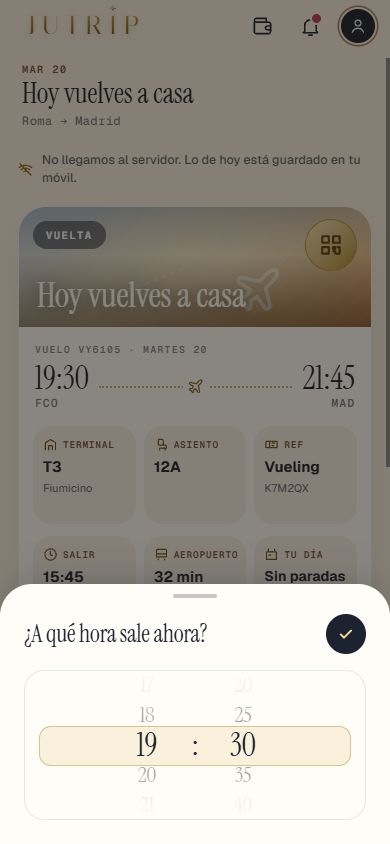 JUTRIP
MAR 20
Hoy vuelves a casa
Roma → Madrid
No llegamos al servidor. Lo de hoy está guardado en tu
móvil.
VUELTA
Hoy vuelves a casa
VUELO VY6105 · MARTES 20
19:30
21:45
FCO
MAD
TERMINAL
T3
Fiumicino
ASIENTO
12A
REF
Vueling
K7M2QX
SALIR
15:45
AEROPUERTO
32 min
TU DÍA
Sin paradas
¿A qué hora sale ahora?
17 20
18 25
19 : 30
20 35
21 40